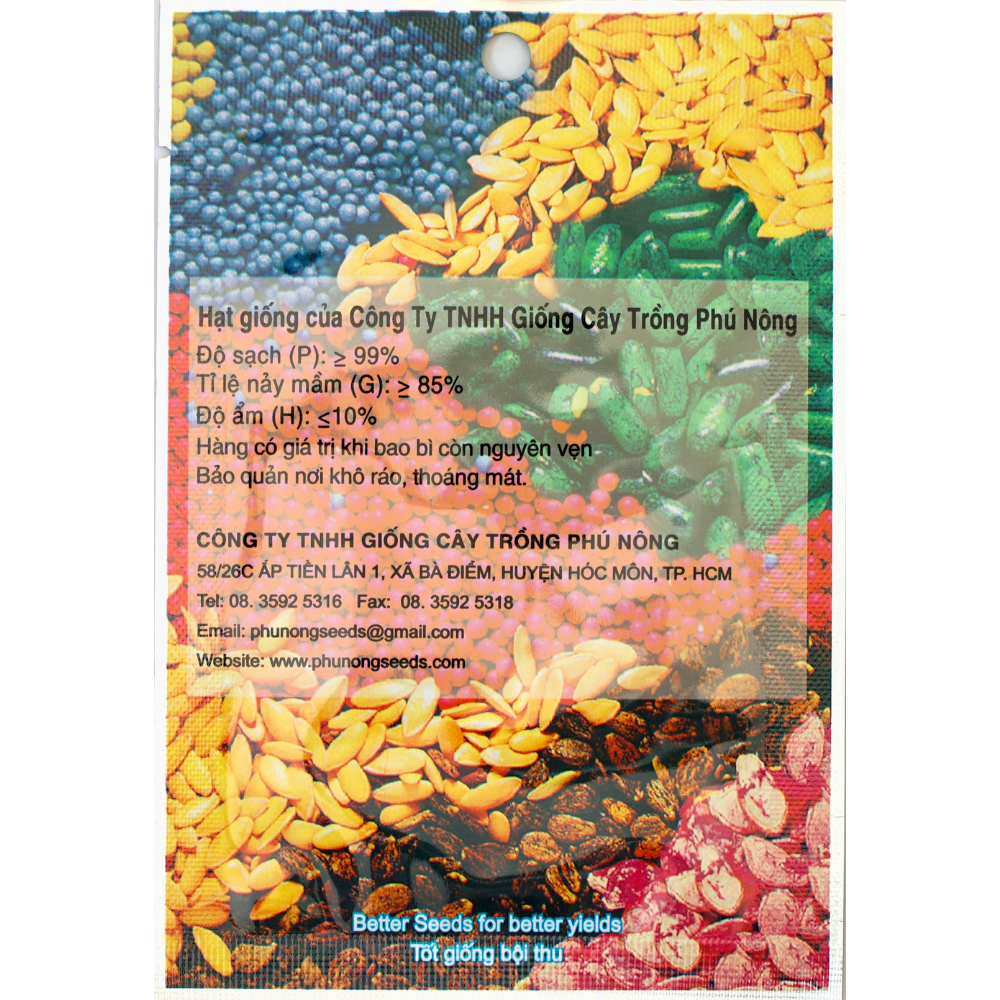 Hạt giống của Công Ty TNHH Giống Cây Trồng Phú Nông
Độ sạch (P): ≥ 99%
Tỉ lệ nảy mầm (G): ≥ 85%
Độ ẩm (H): ≤10%
Hàng có giá trị khi bao bì còn nguyên vẹn
Bảo quản nơi khô ráo, thoáng mát.
CÔNG TY TNHH GIỐNG CÂY TRỒNG PHÚ NÔNG
58/26C ẤP TIỀN LÂN 1, XÃ BÀ ĐIỂM, HUYỆN HÓC MÔN, TP. HCM
Tel: 08. 3592 5316 Fax: 08. 3592 5318
Email: phunongseeds@gmail.com
Website: www.phunongseeds.com
Better Seeds for better yields
Tốt giống bội thu